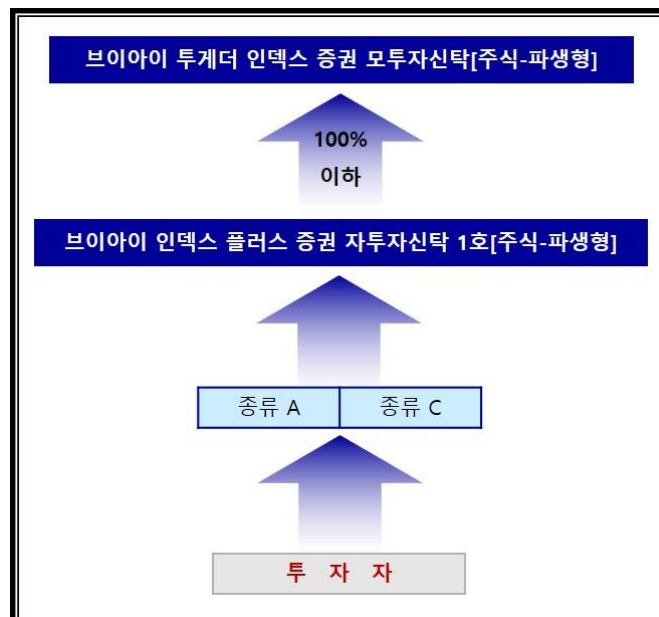 브이아이 투게더 인덱스 증권 모투자신탁[주식-파생형]
100%
이하
브이아이 인덱스 플러스 증권 자투자신탁 1호[주식-파생형]
종류 A 종류 C
투 자 자